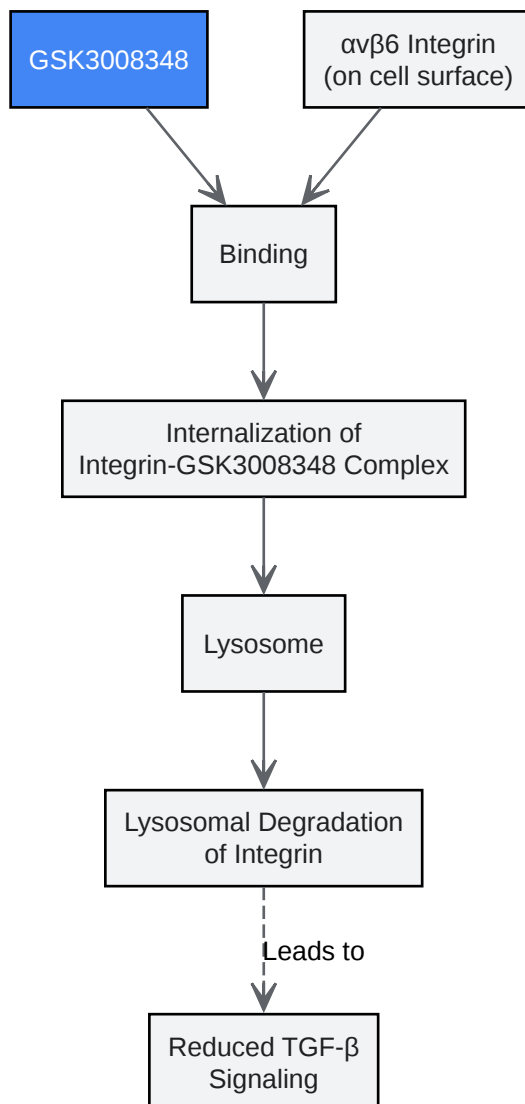 GSK3008348
αvβ6 Integrin
(on cell surface)
Binding
Internalization of
Integrin-GSK3008348 Complex
Lysosome
Lysosomal Degradation
of Integrin
Leads to
Reduced TGF-β
Signaling